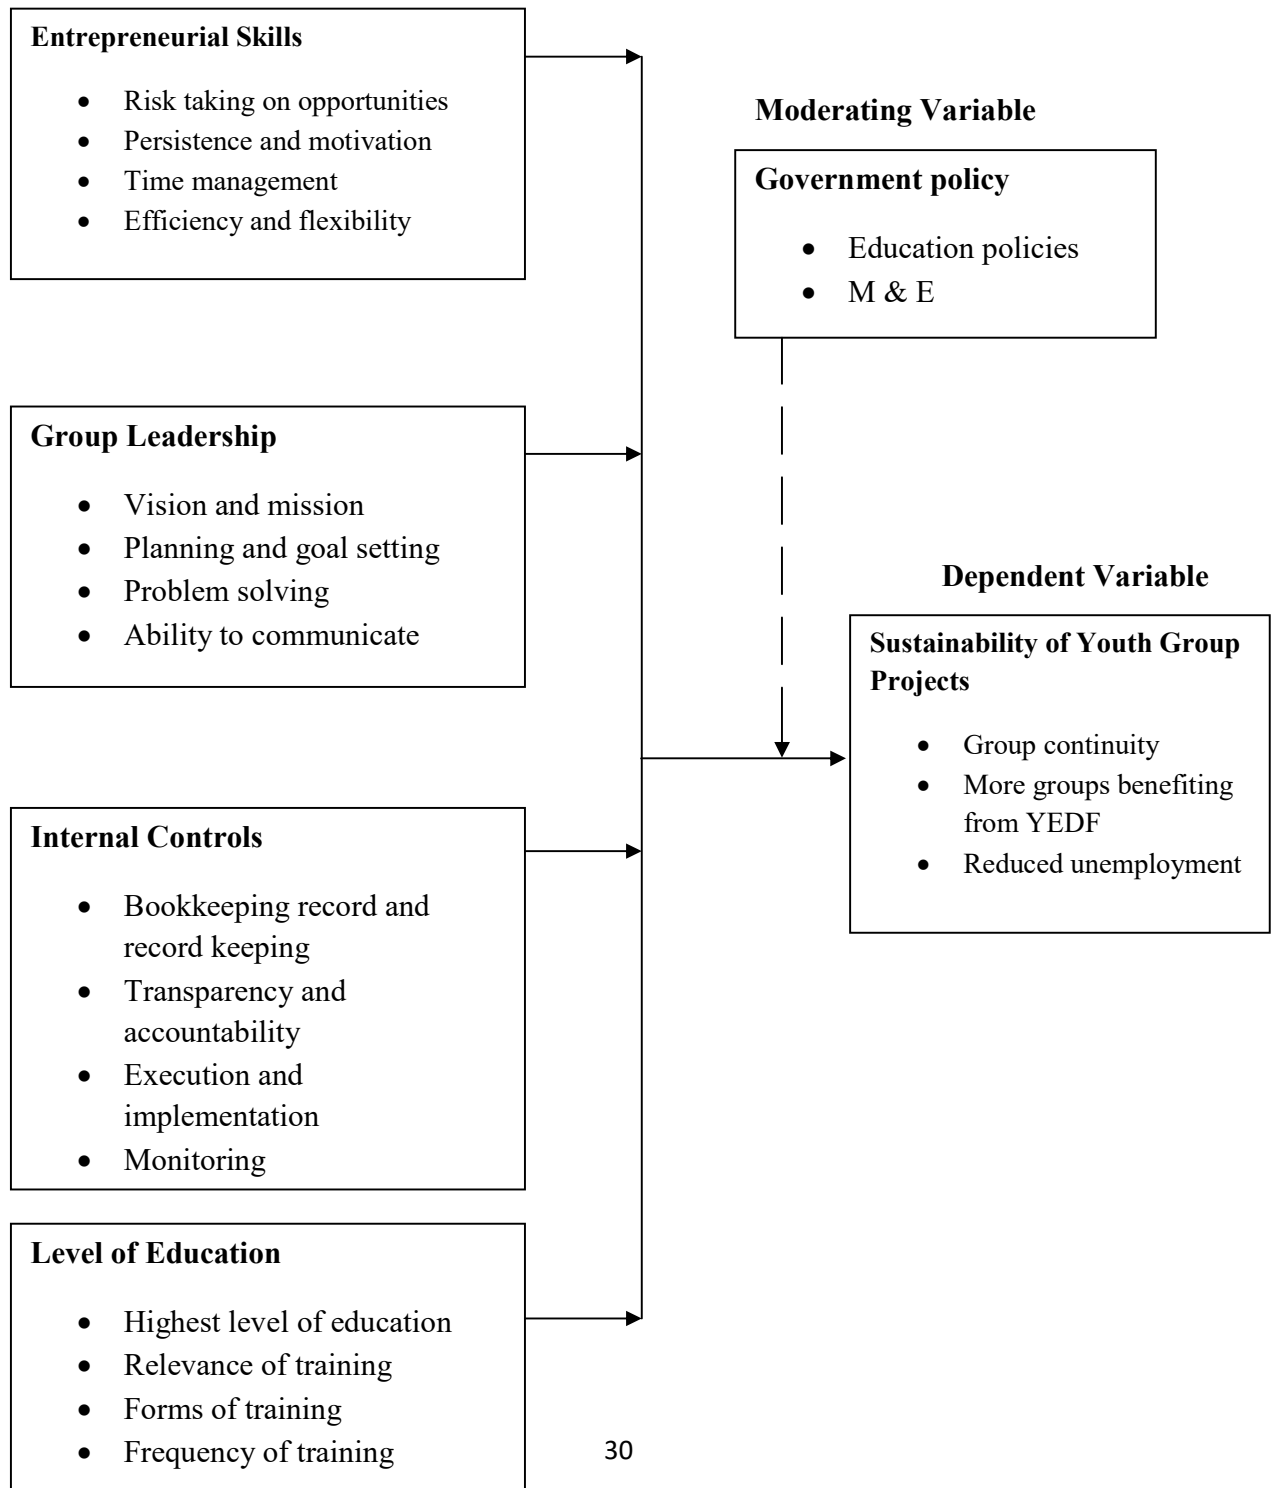 Entrepreneurial Skills
• Risk taking on opportunities
• Persistence and motivation
• Time management
• Efficiency and flexibility
Moderating Variable
Government policy
• Education policies
• M & E
Group Leadership
• Vision and mission
• Planning and goal setting
• Problem solving
• Ability to communicate
Dependent Variable
Sustainability of Youth Group
Projects
• Group continuity
• More groups benefiting
from YEDF
• Reduced unemployment
Internal Controls
• Bookkeeping record and
record keeping
• Transparency and
accountability
• Execution and
implementation
• Monitoring
Level of Education
• Highest level of education
• Relevance of training
• Forms of training
• Frequency of training
30